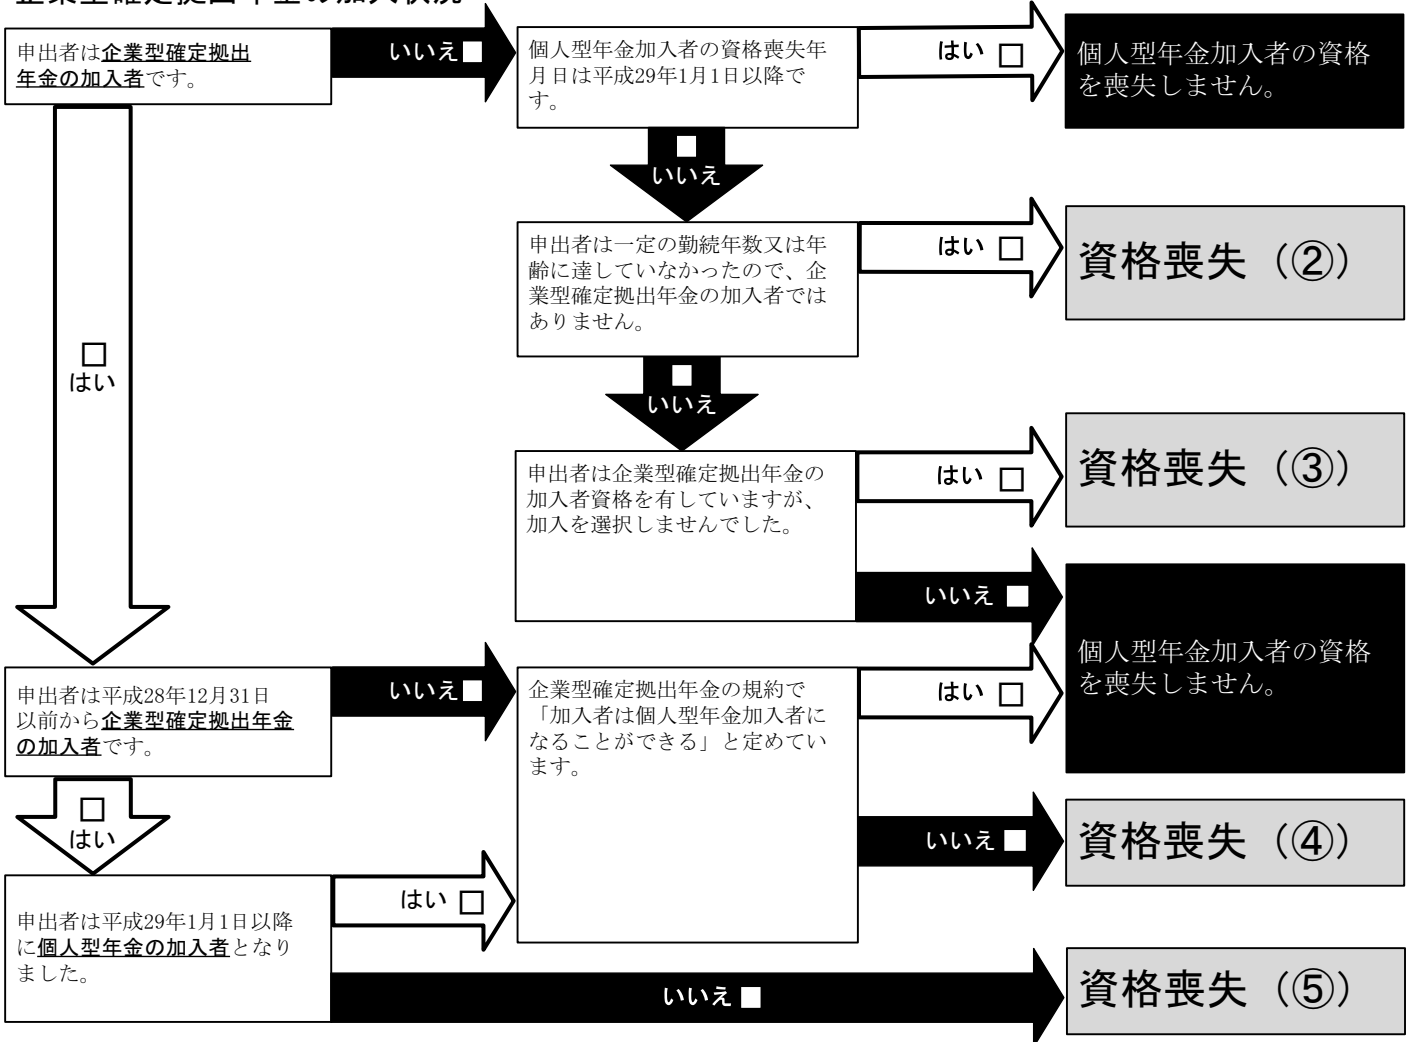 申出者は企業型確定拠出
年金の加入者です。
いいえ□
個人型年金加入者の資格喪失年
月日は平成29年1月1日以降で
す。
はい □
個人型年金加入者の資格
を喪失しません。
□
いいえ
申出者は一定の勤続年数又は年
齢に達していなかったので、企
業型確定拠出年金の加入者では
ありません。
はい □
資格喪失（②）
□
はい
□
いいえ
申出者は企業型確定拠出年金の
加入者資格を有していますが、
加入を選択しませんでした。
はい □
資格喪失（③）
いいえ □
個人型年金加入者の資格
を喪失しません。
申出者は平成28年12月31日
以前から企業型確定拠出年金
の加入者です。
いいえ□
企業型確定拠出年金の規約で
「加入者は個人型年金加入者に
なることができる」と定めてい
ます。
はい □
□
はい
いいえ □
資格喪失（④）
申出者は平成29年1月1日以降
に個人型年金の加入者となり
ました。
はい □
いいえ □
資格喪失（⑤）